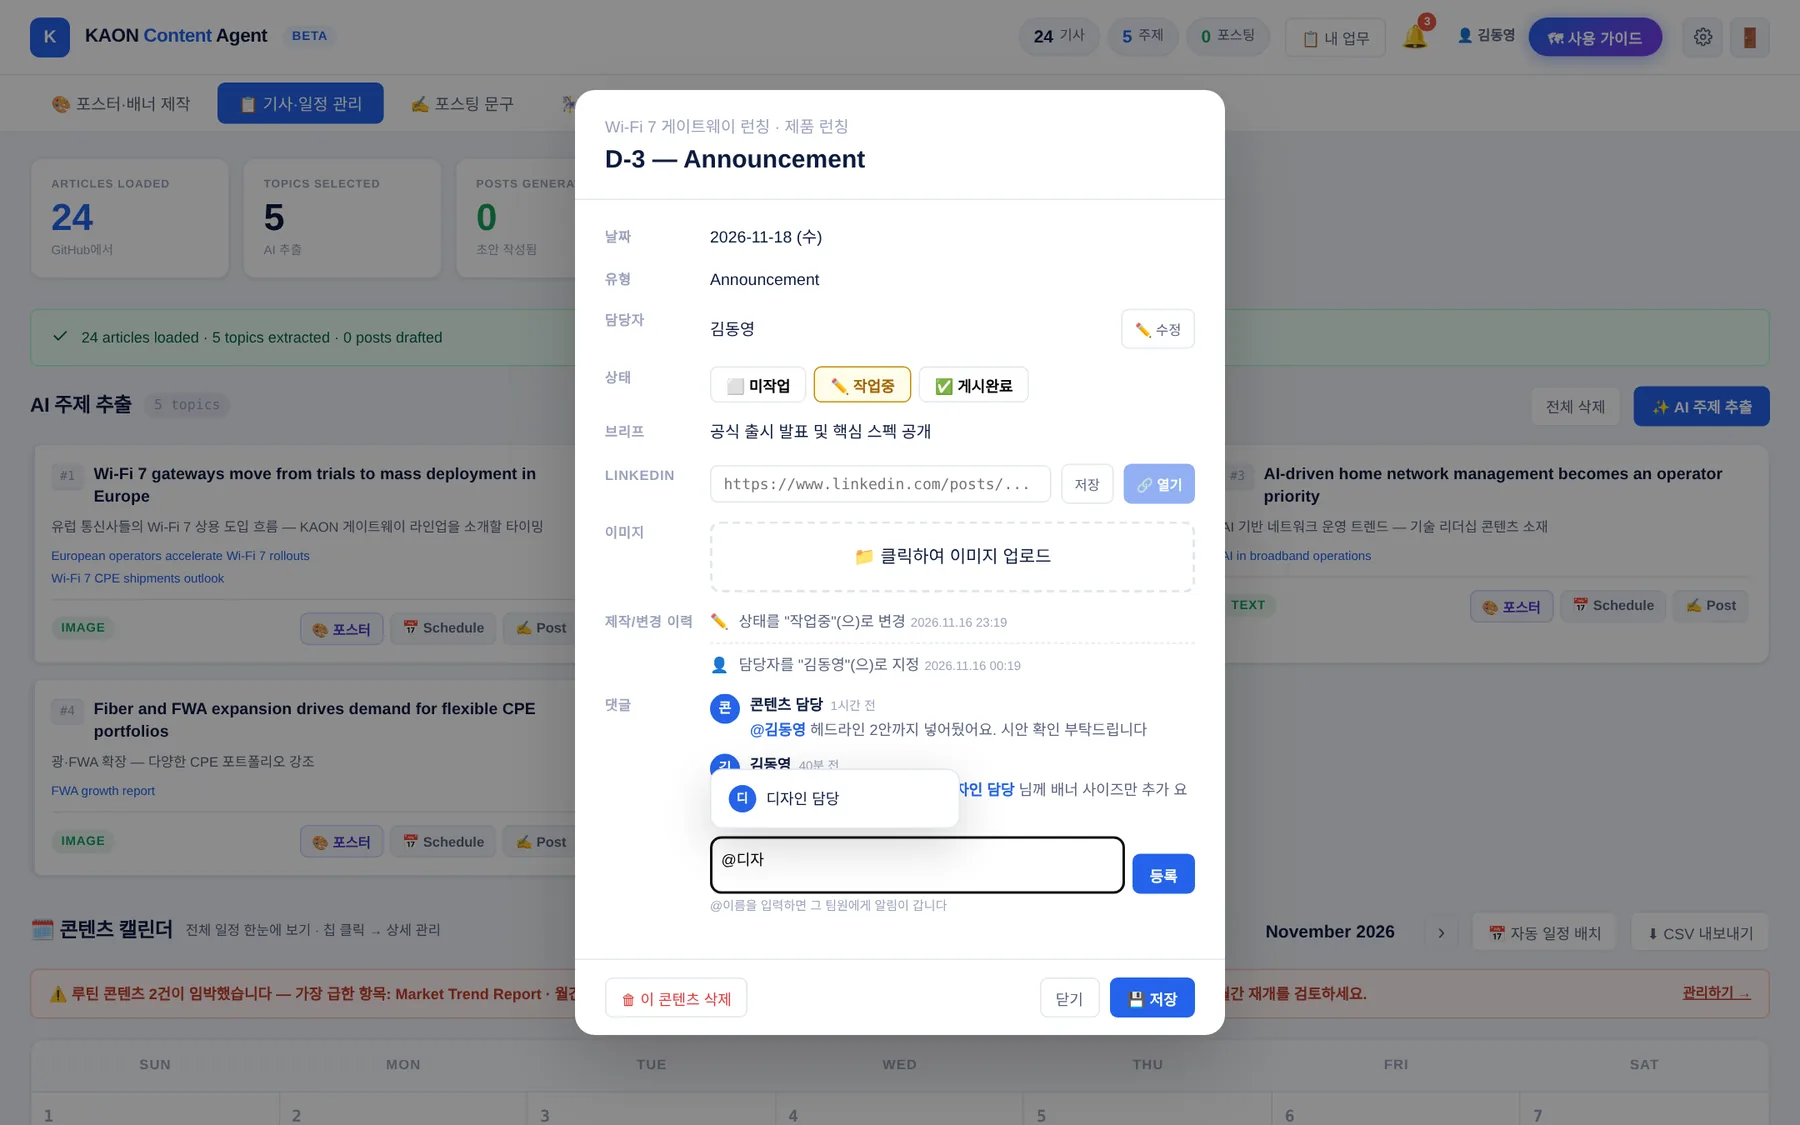 K
KAON Content Agent BETA
24 기사
5 주제
0 포스팅
📋 내 업무
🔔 3
👤 김동영
🗺 사용 가이드
🎨 포스터·배너 제작
📋 기사·일정 관리
✍️ 포스팅 문구
ARTICLES LOADED
24
GitHub에서
TOPICS SELECTED
5
AI 추출
POSTS GENERA
0
초안 작성됨
✓ 24 articles loaded · 5 topics extracted · 0 posts drafted
AI 주제 추출 5 topics
전체 삭제
✨ AI 주제 추출
#1 Wi-Fi 7 gateways move from trials to mass deployment in
Europe
유럽 통신사들의 Wi-Fi 7 상용 도입 흐름 — KAON 게이트웨이 라인업을 소개할 타이밍
European operators accelerate Wi-Fi 7 rollouts
Wi-Fi 7 CPE shipments outlook
IMAGE
🎨 포스터
📅 Schedule
✍️ Post
#3 AI-driven home network management becomes an operator
priority
AI 기반 네트워크 운영 트렌드 — 기술 리더십 콘텐츠 소재
AI in broadband operations
TEXT
🎨 포스터
📅 Schedule
✍️ Post
#4 Fiber and FWA expansion drives demand for flexible CPE
portfolios
광·FWA 확장 — 다양한 CPE 포트폴리오 강조
FWA growth report
IMAGE
🎨 포스터
📅 Schedule
✍️ Post
🗓️ 콘텐츠 캘린더 전체 일정 한눈에 보기 · 칩 클릭 → 상세 관리
November 2026 ›
📅 자동 일정 배치
⬇ CSV 내보내기
⚠️ 루틴 콘텐츠 2건이 임박했습니다 — 가장 급한 항목: Market Trend Report · 월간
월간 재개를 검토하세요.
관리하기 →
SUN MON TUE WED THU FRI SAT
1 2 3 4 5 6 7
Wi-Fi 7 게이트웨이 런칭 · 제품 런칭
D-3 — Announcement
날짜 2026-11-18 (수)
유형 Announcement
담당자 김동영 ✏️ 수정
상태 ⬜ 미작업 ✏️ 작업중 ✅ 게시완료
브리프 공식 출시 발표 및 핵심 스펙 공개
LINKEDIN https://www.linkedin.com/posts/... 저장 🔗 열기
이미지 📁 클릭하여 이미지 업로드
제작/변경 이력 ✏️ 상태를 "작업중"(으)로 변경 2026.11.16 23:19
👤 담당자를 "김동영"(으)로 지정 2026.11.16 00:19
댓글 콘 콘텐츠 담당 1시간 전
@김동영 헤드라인 2안까지 넣어뒀어요. 시안 확인 부탁드립니다
김 김동영 40분 전
자인 담당 님께 배너 사이즈만 추가 요
디 디자인 담당
@디자
등록
@이름을 입력하면 그 팀원에게 알림이 갑니다
🗑 이 콘텐츠 삭제
닫기
💾 저장